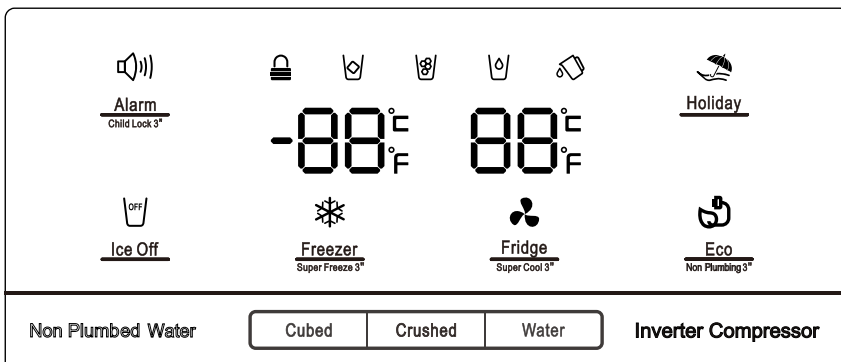 Alarm
Child Lock 3"
-88°C
°F
88°C
°F
Holiday
OFF
Ice Off
Freezer
Super Freeze 3"
Fridge
Super Cool 3"
Eco
Non Plumbing 3"
Non Plumbed Water
Cubed
Crushed
Water
Inverter Compressor